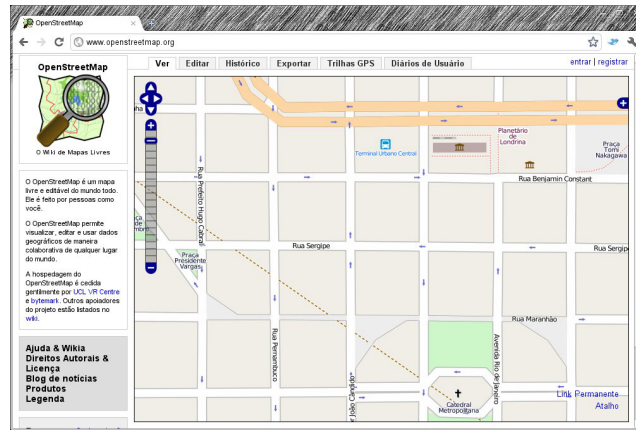 OpenStreetMap
www.openstreetmap.org
OpenStreetMap
O Wiki de Mapas Livres
Ver
Editar
Histórico
Exportar
Trilhas GPS
Diários de Usuário
entrar | registrar
O OpenStreetMap é um mapa
livre e editável do mundo todo.
Ele é feito por pessoas como
você.
O OpenStreetMap permite
visualizar, editar e usar dados
geográficos de maneira
colaborativa de qualquer lugar
do mundo.
A hospedagem do
OpenStreetMap é cedida
gentilmente por UCL VR Centre
e bytemark. Outros apoiadores
do projeto estão listados no
wiki.
Ajuda & Wikia
Direitos Autorais &
Licença
Blog de notícias
Produtos
Legenda
Terminal Urbano Central
Planetário
de
Londrina
Praça
Tomi
Nakagawa
Rua Benjamin Constant
Rua Prefeito Hugo Cabral
Rua Sergipe
Rua Sergipe
Praça
Presidente
Vargas
Rua Maranhão
Rua Pernambuco
Avenida Rio de Janeiro
Catedral
Metropolitana
Link Permanente
Atalho